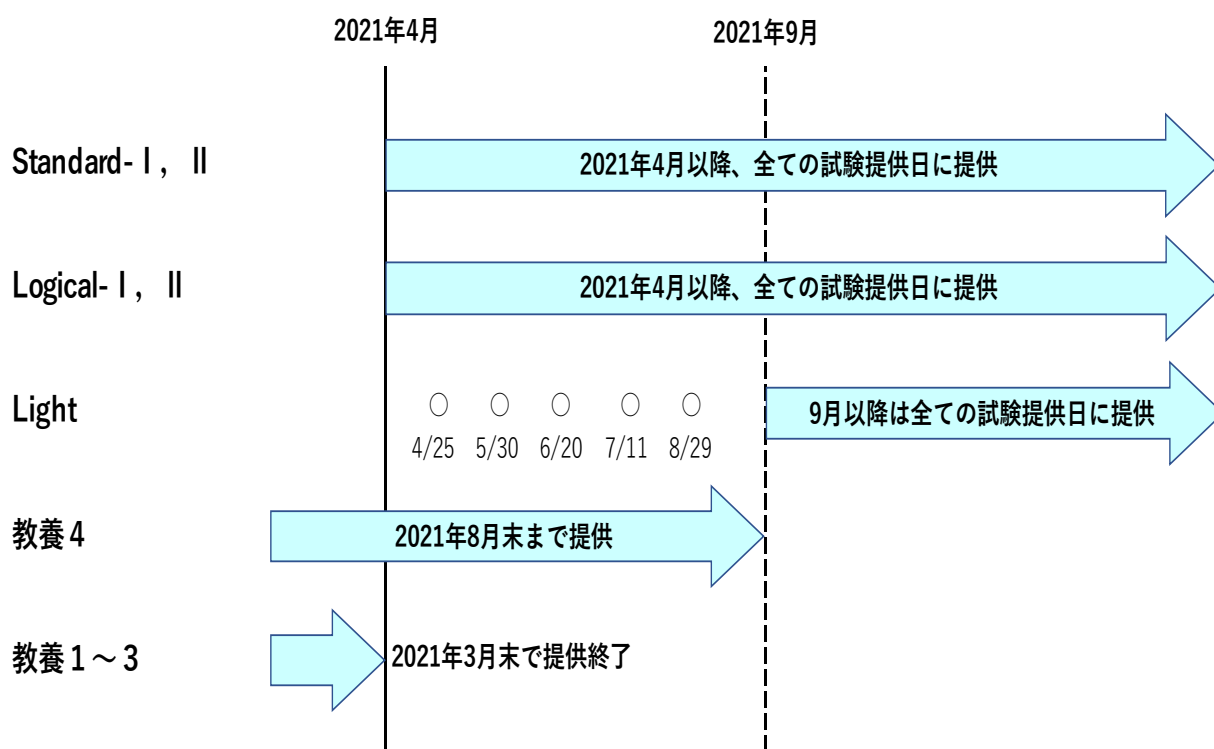 2021年4月
2021年9月
Standard-Ⅰ, Ⅱ
2021年4月以降、全ての試験提供日に提供
Logical-Ⅰ, Ⅱ
2021年4月以降、全ての試験提供日に提供
Light
○ ○ ○ ○ ○
4/25 5/30 6/20 7/11 8/29
9月以降は全ての試験提供日に提供
教養4
2021年8月末まで提供
教養1～3
2021年3月末で提供終了